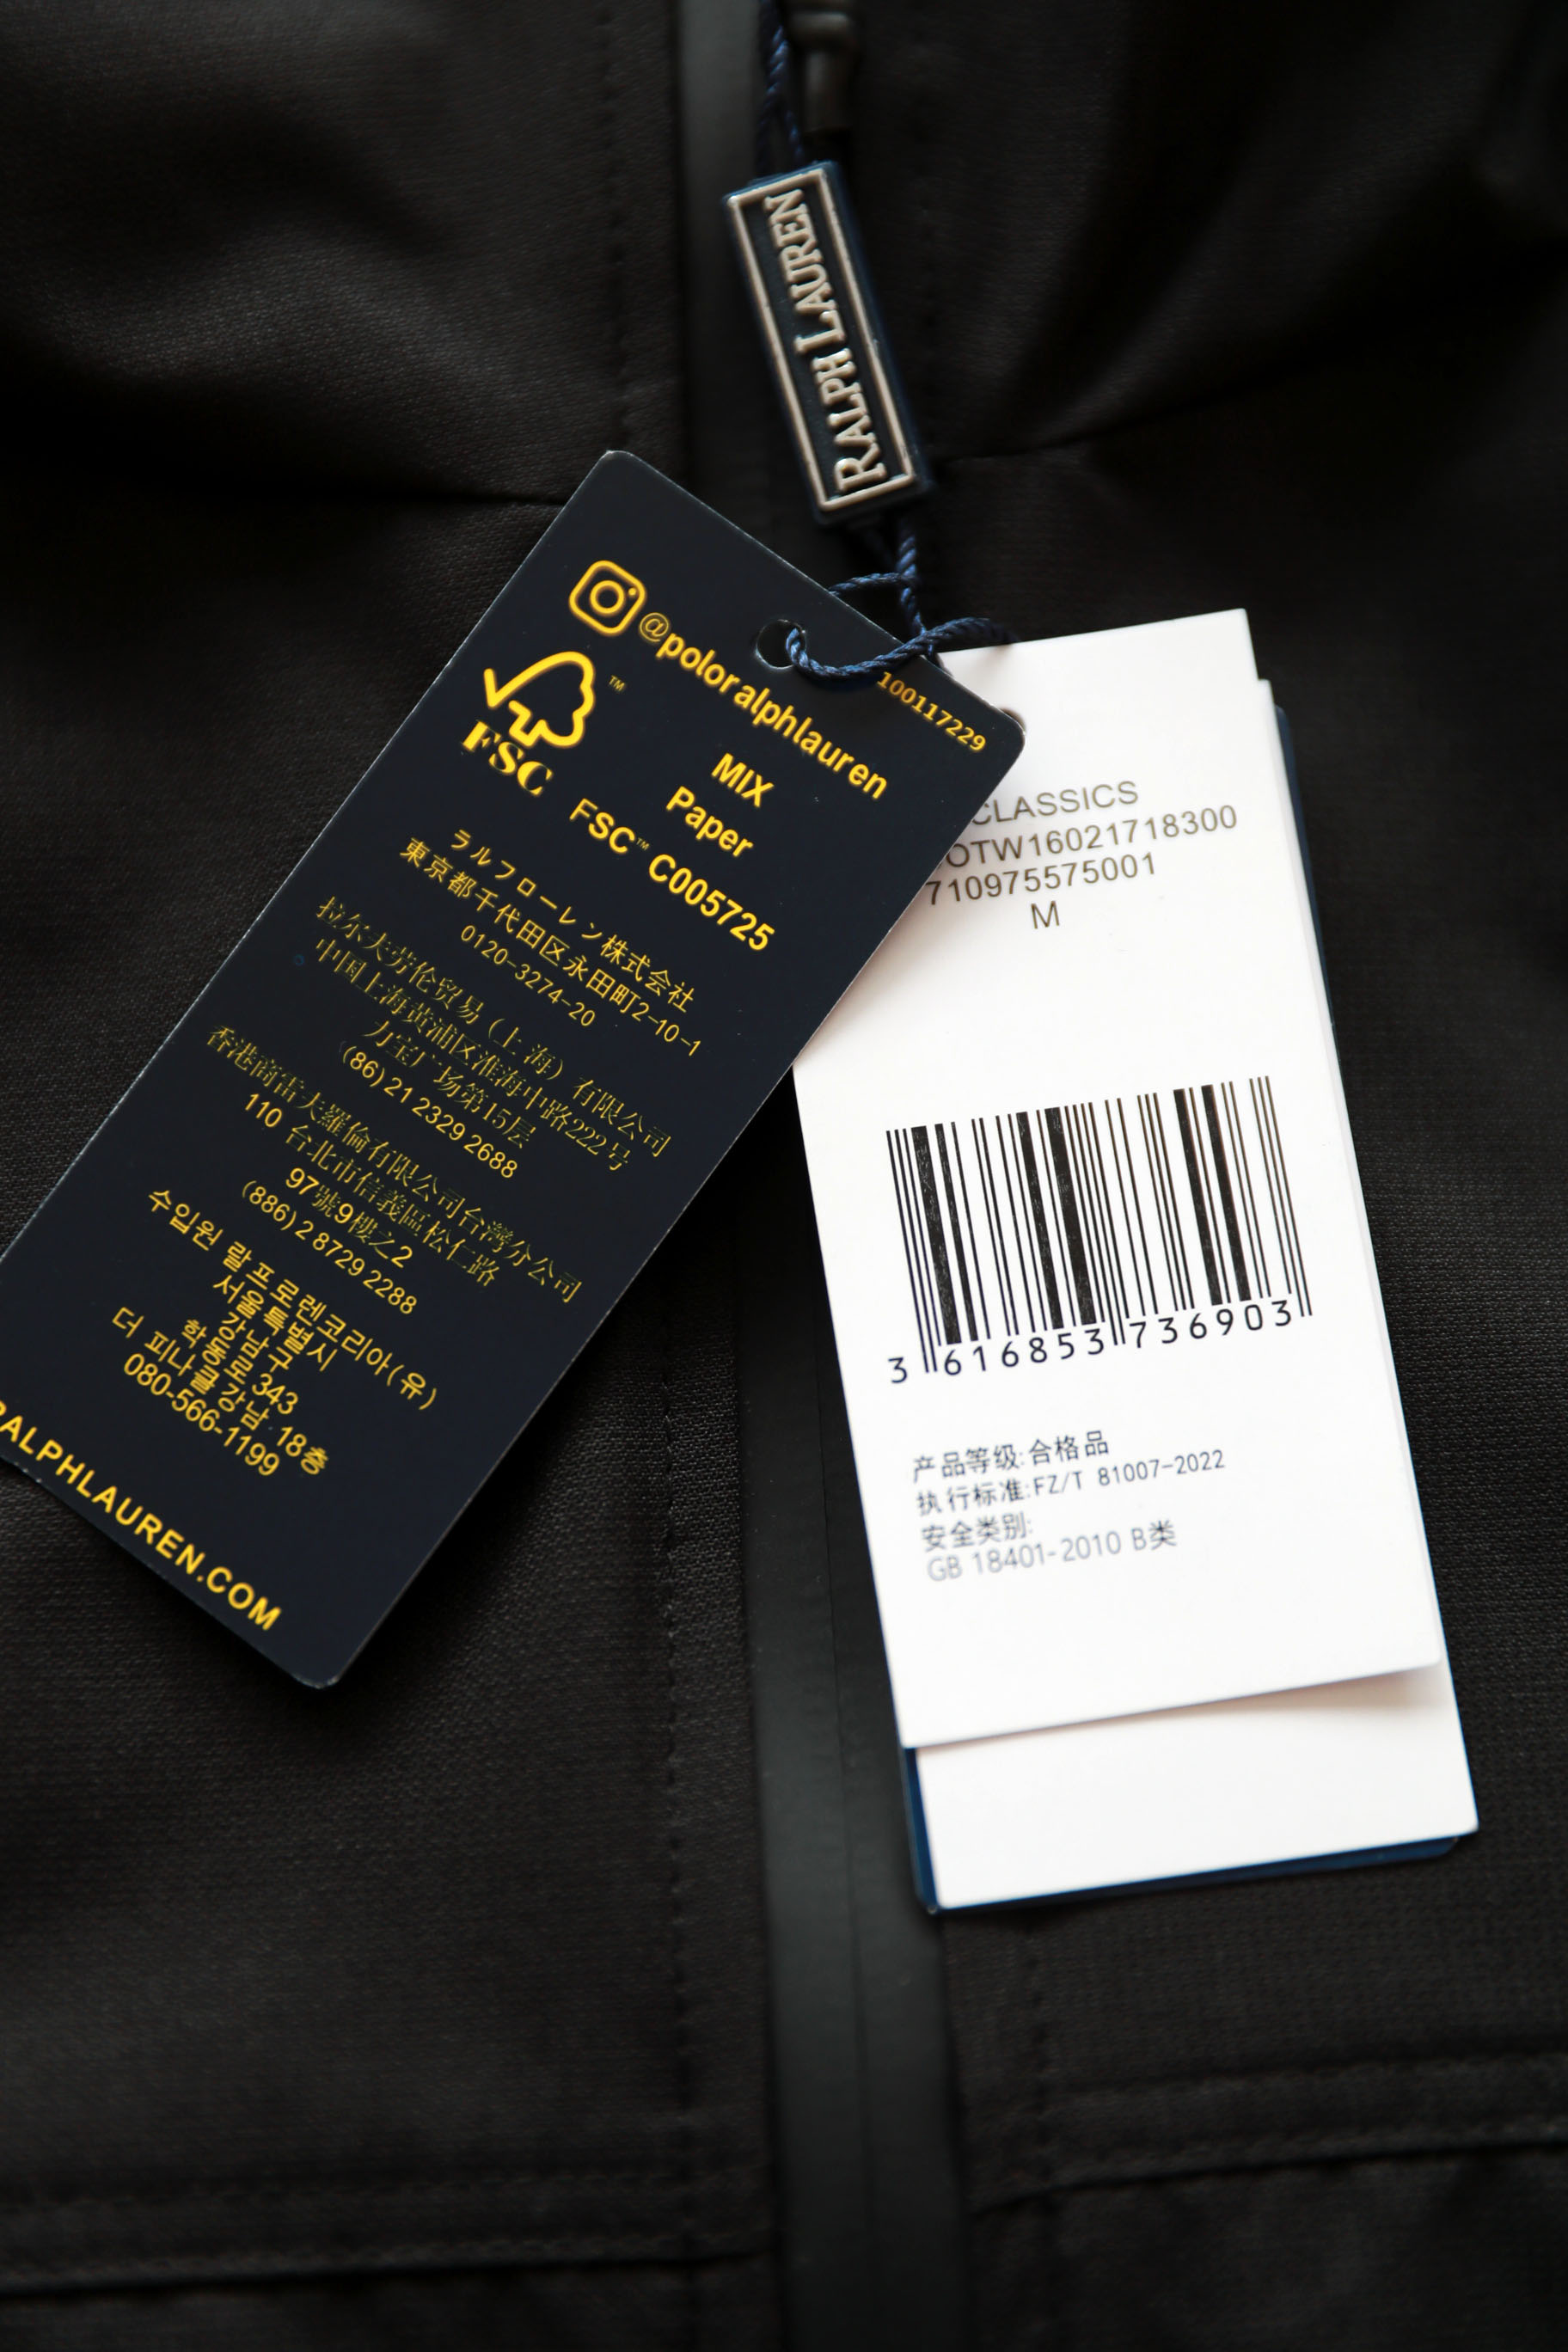 RALPH LAUREN
100117229
@poloralphlauren
FSC
™
MIX
Paper
FSC™ C005725
ラルフローレン株式会社
東京都千代田区永田町2-10-1
0120-3274-20
拉尔夫劳伦贸易（上海）有限公司
中国上海黄浦区淮海中路222号
力宝广场第15层
(86) 21 2329 2688
香港商雷夫羅倫有限公司台灣分公司
110 台北市信義區松仁路
97號9樓之2
(886) 2 8729 2288
수입원 랄프로렌코리아(유)
서울특별시
강남구
학동로 343
더 피나클강남 18층
080-566-1199
RALPHLAUREN.COM
CLASSICS
OTW16021718300
710975575001
M
3 616853 736903
产品等级:合格品
执行标准:FZ/T 81007-2022
安全类别:
GB 18401-2010 B类